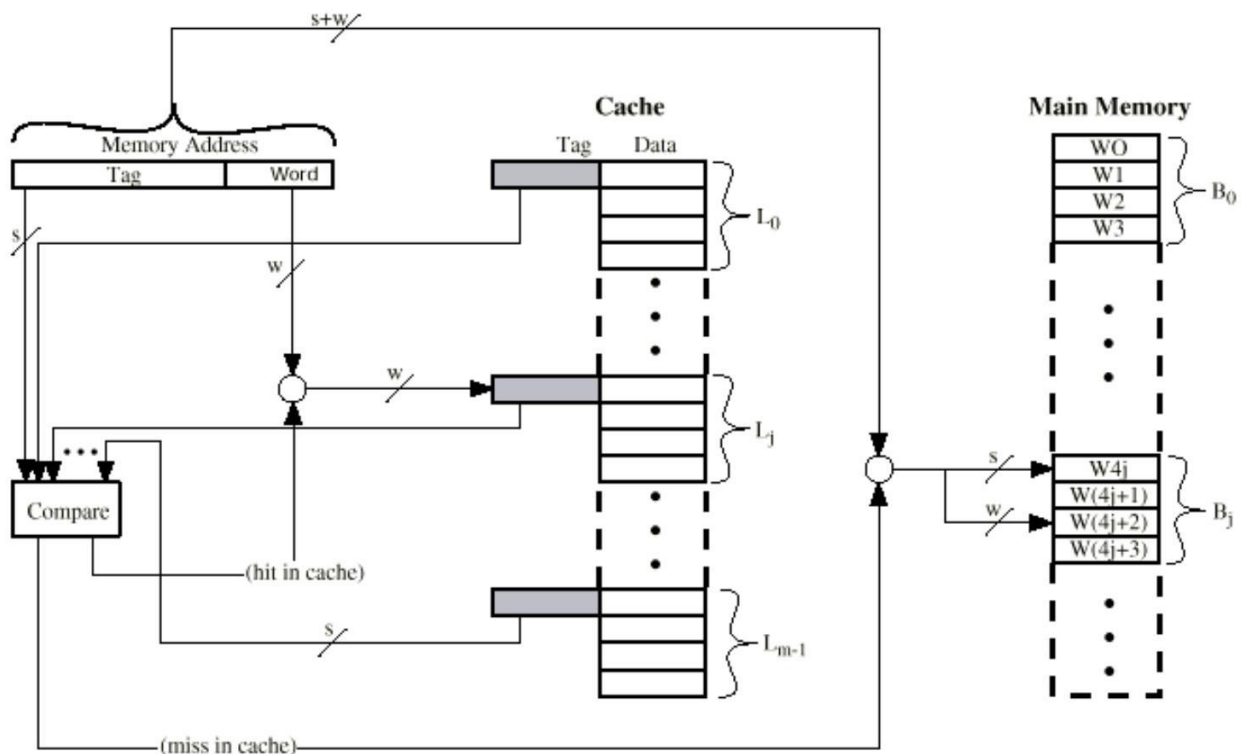 s+w
Cache
Main Memory
Memory Address
Tag Data
Tag Word
WO
W1
W2
W3
B0
L0
s
w
w
Lj
s
W4j
W(4j+1)
w
W(4j+2)
W(4j+3)
Bj
Compare
(hit in cache)
s
Lm-1
(miss in cache)